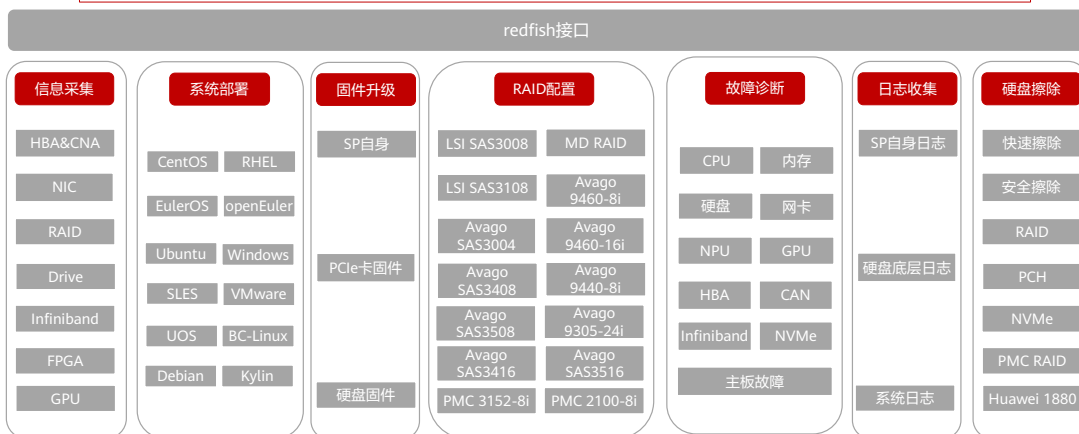 redfish接口
信息采集
HBA&CNA
NIC
RAID
Drive
Infiniband
FPGA
GPU
系统部署
CentOS
RHEL
EulerOS
openEuler
Ubuntu
Windows
SLES
VMware
UOS
BC-Linux
Debian
Kylin
固件升级
SP自身
PCIe卡固件
硬盘固件
RAID配置
LSI SAS3008
MD RAID
LSI SAS3108
Avago
9460-8i
Avago
SAS3004
Avago
9460-16i
Avago
SAS3408
Avago
9440-8i
Avago
SAS3508
Avago
9305-24i
Avago
SAS3416
Avago
SAS3516
PMC 3152-8i
PMC 2100-8i
故障诊断
CPU
内存
硬盘
网卡
NPU
GPU
HBA
CAN
Infiniband
NVMe
主板故障
日志收集
SP自身日志
硬盘底层日志
系统日志
硬盘擦除
快速擦除
安全擦除
RAID
PCH
NVMe
PMC RAID
Huawei 1880